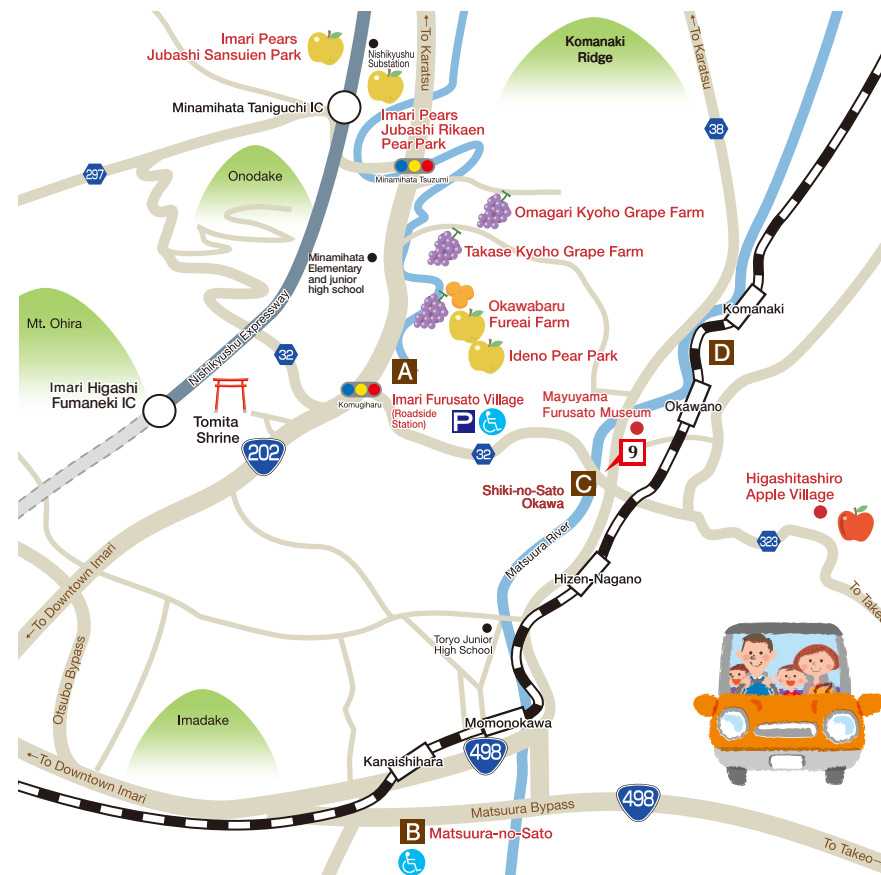 Imari Pears
Jubashi Sansuien Park
Nishikyushu
Substation
←To Karatsu
Komanaki
Ridge
←To Karatsu
Minamihata Taniguchi IC
Imari Pears
Jubashi Rikaen
Pear Park
38
297
Minamihata Tsuzumi
Onodake
Omagari Kyoho Grape Farm
Takase Kyoho Grape Farm
Minamihata
Elementary
and junior
high school
Okawabaru
Fureai Farm
Komanaki
Mt. Ohira
Nishikyushu Expressway
32
Ideno Pear Park
D
A
Imari Higashi
Fumaneki IC
Tomita
Shrine
Komugiharu
Imari Furusato Village
(Roadside
Station)
P
Mayuyama
Furusato Museum
Okawano
202
32
9
C
Shiki-no-Sato
Okawa
Higashitashiro
Apple Village
323
Matsuura River
Hizen-Nagano
←To Downtown Imari
To Takeo
Toryo Junior
High School
Otsubo Bypass
Imadake
Momonokawa
498
Kanaishihara
←To Downtown Imari
Matsuura Bypass
498
B
Matsuura-no-Sato
To Takeo→